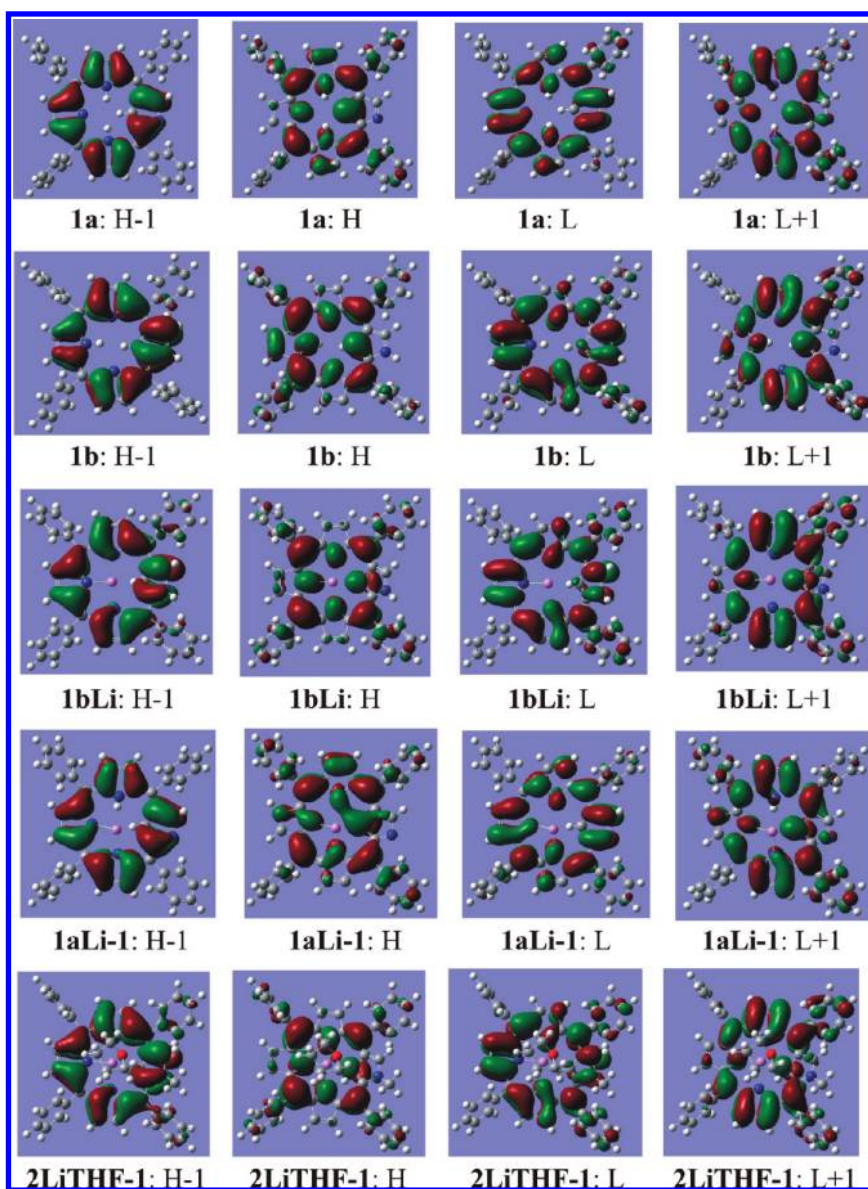 1a: H-1 1a: H 1a: L 1a: L+1
1b: H-1 1b: H 1b: L 1b: L+1
1bLi: H-1 1bLi: H 1bLi: L 1bLi: L+1
1aLi-1: H-1 1aLi-1: H 1aLi-1: L 1aLi-1: L+1
2LiTHF-1: H-1 2LiTHF-1: H 2LiTHF-1: L 2LiTHF-1: L+1